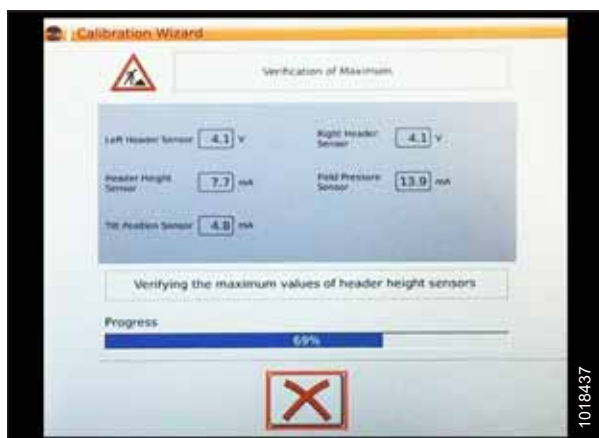 Calibration Wizard
Verification of Maximum
Left Header Sensor 4.1 V
Right Header Sensor 4.1 V
Header Height Sensor 7.7 mA
Field Pressure Sensor 13.9 mA
Tilt Position Sensor 4.8 mA
Verifying the maximum values of header height sensors
Progress
69%
1018437